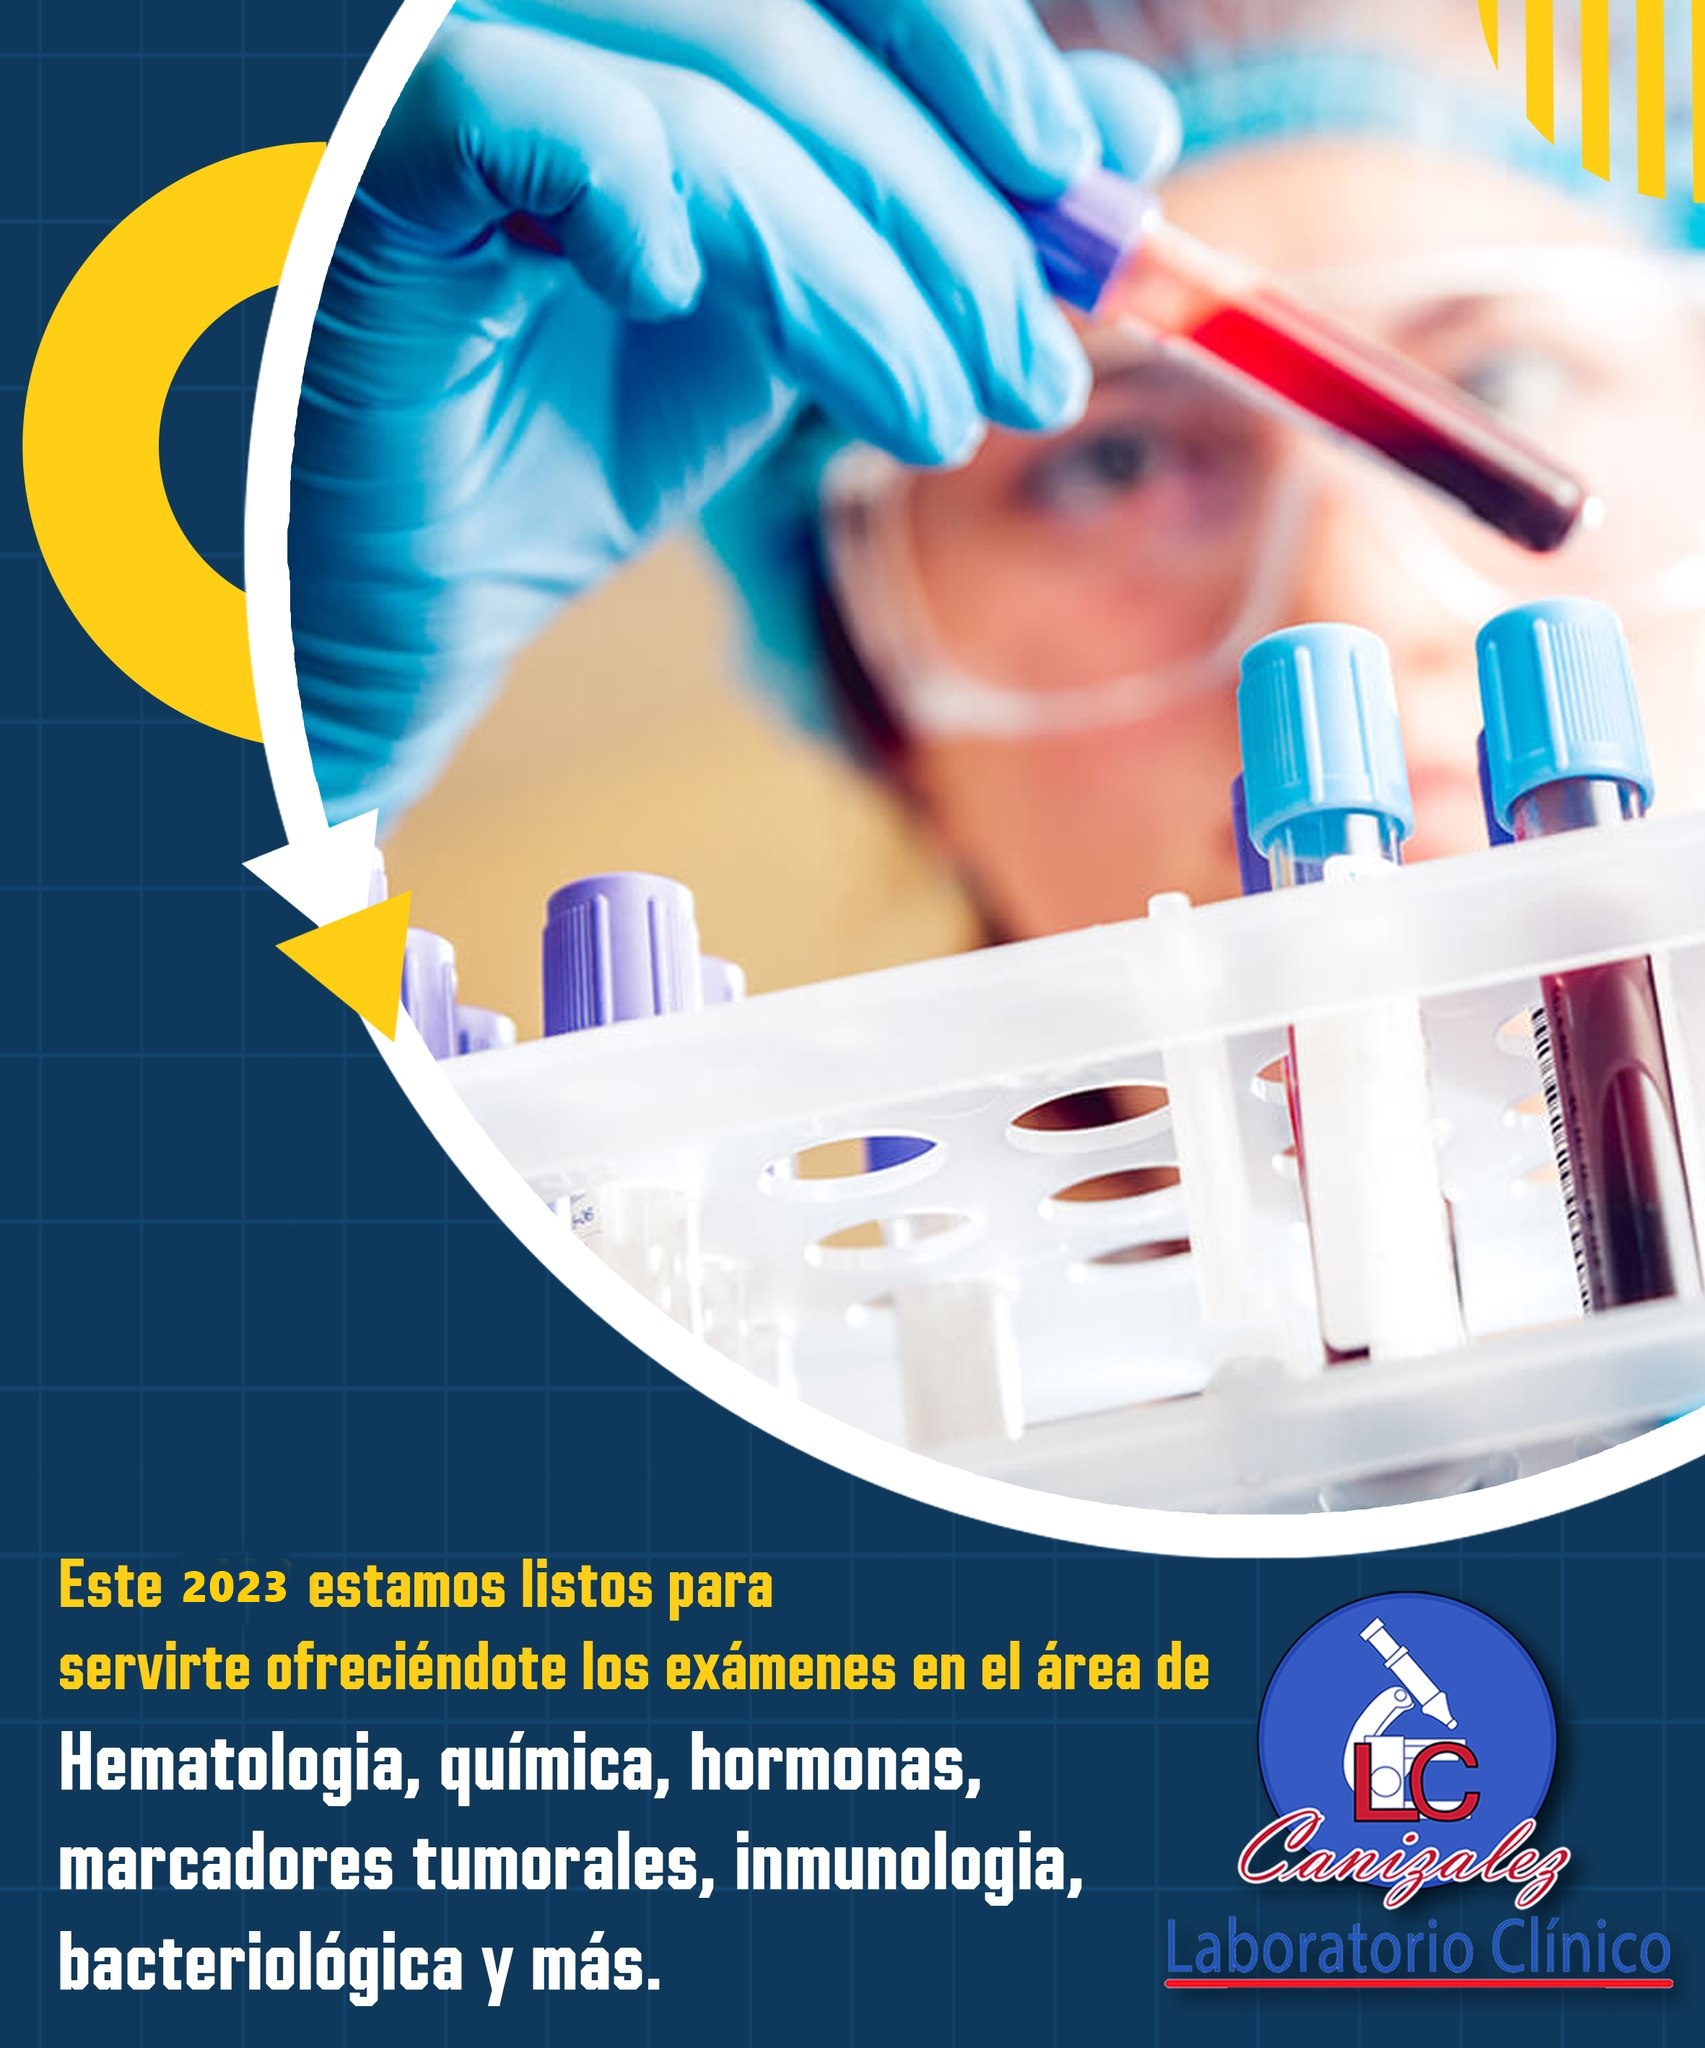 Este 2023 estamos listos para
servirte ofreciéndote los exámenes en el área de
Hematologia, química, hormonas,
marcadores tumorales, inmunologia,
bacteriológica y más.
LC
Canizalez
Laboratorio Clínico